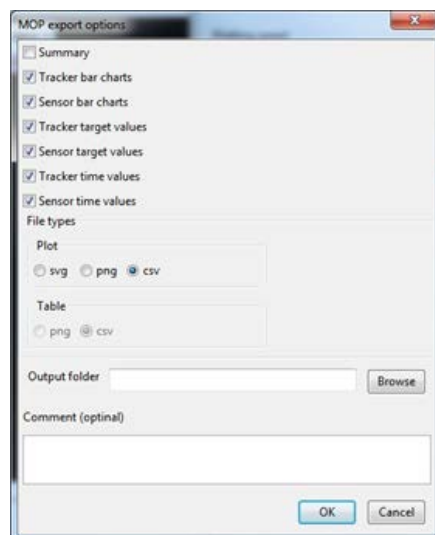 MOP export options
Summary
Tracker bar charts
Sensor bar charts
Tracker target values
Sensor target values
Tracker time values
Sensor time values
File types
Plot
svg png csv
Table
png csv
Output folder Browse
Comment (optinal)
OK Cancel